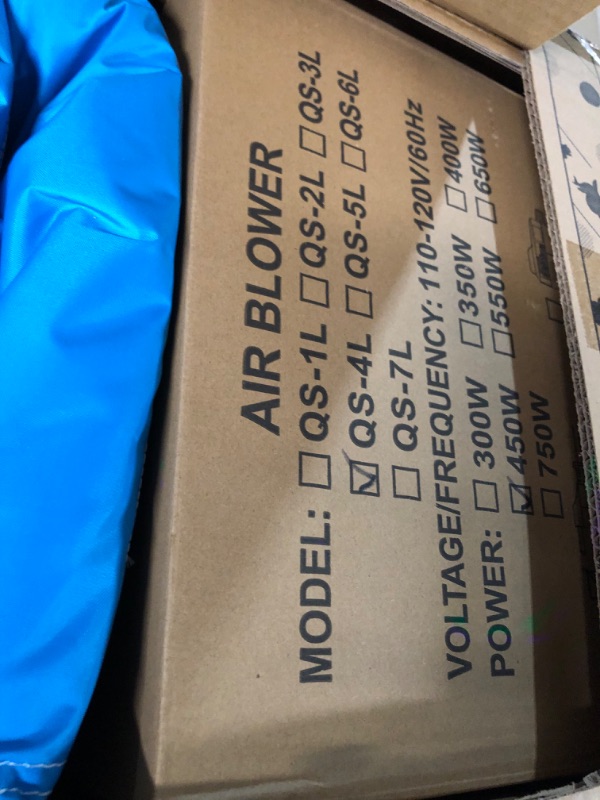 AIR BLOWER
MODEL: ☐ QS-1L ☐ QS-2L ☐ QS-3L
☑ QS-4L ☐ QS-5L ☐ QS-6L
☐ QS-7L
VOLTAGE/FREQUENCY: 110-120V/60Hz
POWER: ☐ 300W ☐ 350W ☐ 400W
☑ 450W ☐ 550W ☐ 650W
☐ 750W